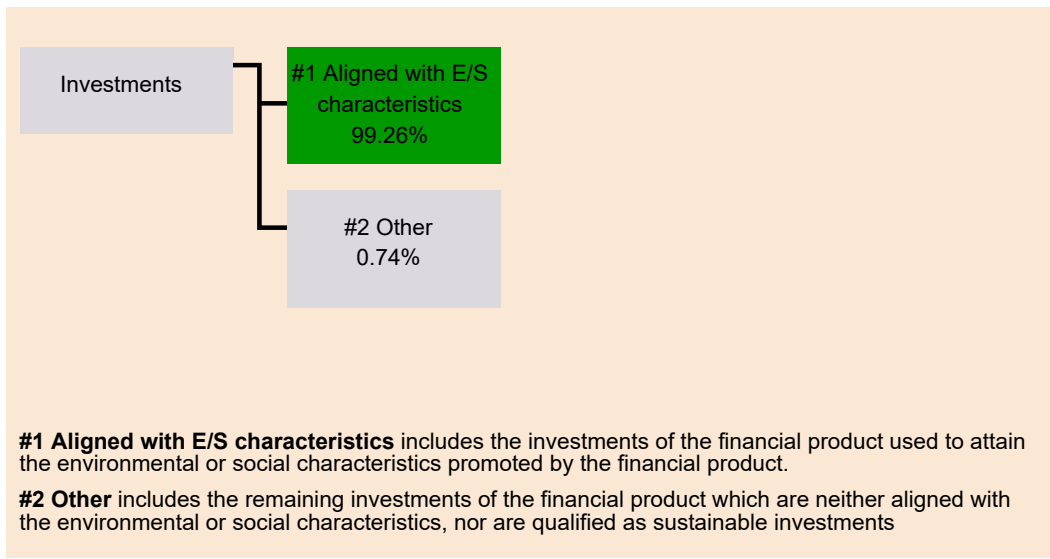 Investments
#1 Aligned with E/S
characteristics
99.26%
#2 Other
0.74%
#1 Aligned with E/S characteristics includes the investments of the financial product used to attain
the environmental or social characteristics promoted by the financial product.
#2 Other includes the remaining investments of the financial product which are neither aligned with
the environmental or social characteristics, nor are qualified as sustainable investments